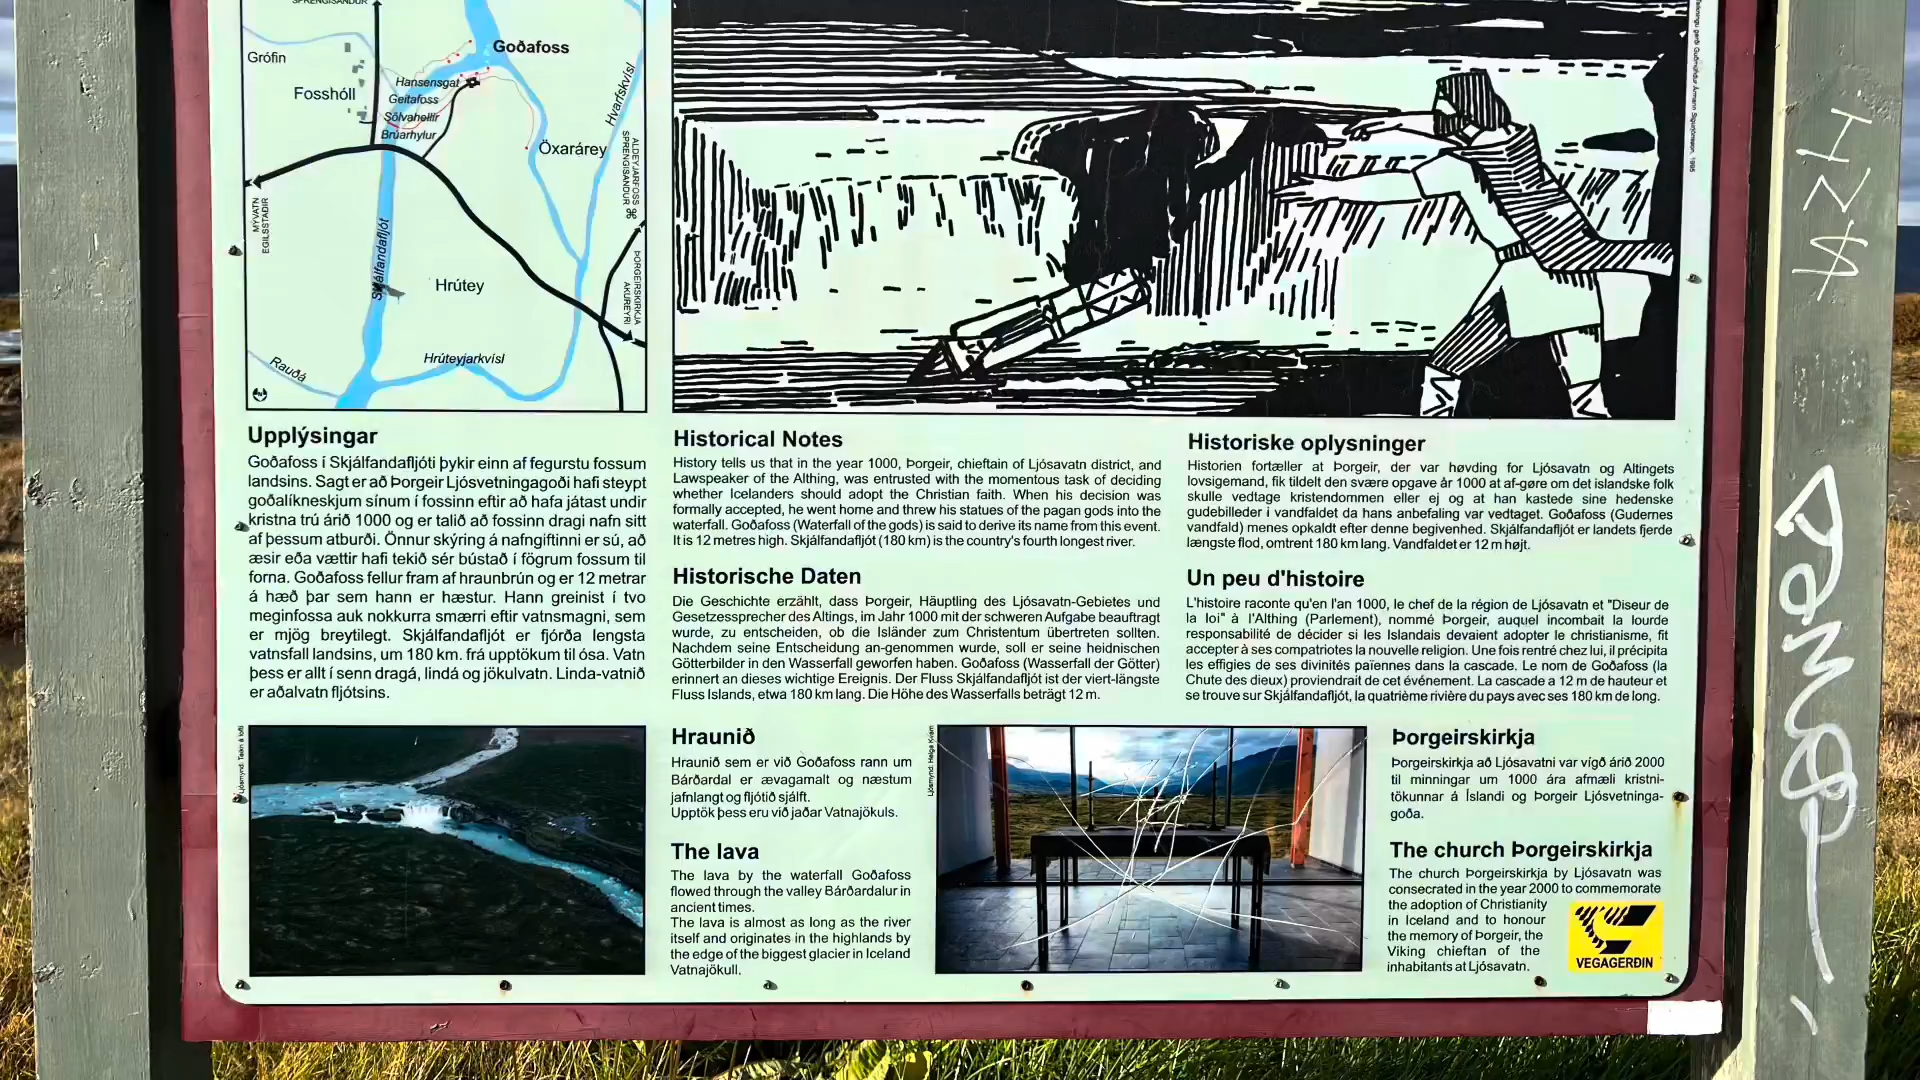 SPRENGISANDUR
Goðafoss
Grófin
Hansensgat
Fosshóll
Geitafoss
Sölvahellir
Brúarhylur
Hvarfskvísl
Öxarárey
ALDEYJARFOSS
SPRENGISANDUR
MÝVATN
EGILSSTAÐIR
Skjálfandafljót
Hrútey
ÞORGEIRSKIRKJA
AKUREYRI
Hrúteyjarkvísl
Rauðá
Upplýsingar
Goðafoss í Skjálfandafljóti þykir einn af fegurstu fossum
landsins. Sagt er að Þorgeir Ljósvetningagoði hafi steypt
goðalíkneskjum sínum í fossinn eftir að hafa játast undir
kristna trú árið 1000 og er talið að fossinn dragi nafn sitt
af þessum atburði. Önnur skýring á nafngiftinni er sú, að
æsir eða vættir hafi tekið sér bústað í fögrum fossum til
forna. Goðafoss fellur fram af hraunbrún og er 12 metrar
á hæð þar sem hann er hæstur. Hann greinist í tvo
meginfossa auk nokkurra smærri eftir vatnsmagni, sem
er mjög breytilegt. Skjálfandafljót er fjórða lengsta
vatnsfall landsins, um 180 km. frá upptökum til ósa. Vatn
þess er allt í senn dragá, lindá og jökulvatn. Linda-vatnið
er aðalvatn fljótsins.
Historical Notes
History tells us that in the year 1000, Þorgeir, chieftain of Ljósavatn district, and
Lawspeaker of the Althing, was entrusted with the momentous task of deciding
whether Icelanders should adopt the Christian faith. When his decision was
formally accepted, he went home and threw his statues of the pagan gods into the
waterfall. Goðafoss (Waterfall of the gods) is said to derive its name from this event.
It is 12 metres high. Skjálfandafljót (180 km) is the country's fourth longest river.
Historiske oplysninger
Historien fortæller at Þorgeir, der var høvding for Ljósavatn og Altingets
lovsigemand, fik tildelt den svære opgave år 1000 at af-gøre om det islandske folk
skulle vedtage kristendommen eller ej og at han kastede sine hedenske
gudebilleder i vandfaldet da hans anbefaling var vedtaget. Goðafoss (Gudernes
vandfald) menes opkaldt efter denne begivenhed. Skjálfandafljót er landets fjerde
længste flod, omtrent 180 km lang. Vandfaldet er 12 m højt.
Historische Daten
Die Geschichte erzählt, dass Þorgeir, Häuptling des Ljósavatn-Gebietes und
Gesetzessprecher des Altings, im Jahr 1000 mit der schweren Aufgabe beauftragt
wurde, zu entscheiden, ob die Isländer zum Christentum übertreten sollten.
Nachdem seine Entscheidung an-genommen wurde, soll er seine heidnischen
Götterbilder in den Wasserfall geworfen haben. Goðafoss (Wasserfall der Götter)
erinnert an dieses wichtige Ereignis. Der Fluss Skjálfandafljót ist der viert-längste
Fluss Islands, etwa 180 km lang. Die Höhe des Wasserfalls beträgt 12 m.
Un peu d'histoire
L'histoire raconte qu'en l'an 1000, le chef de la région de Ljósavatn et "Diseur de
la loi" à l'Althing (Parlement), nommé Þorgeir, auquel incombait la lourde
responsabilité de décider si les Islandais devaient adopter le christianisme, fit
accepter à ses compatriotes la nouvelle religion. Une fois rentré chez lui, il précipita
les effigies de ses divinités païennes dans la cascade. Le nom de Goðafoss (la
Chute des dieux) proviendrait de cet événement. La cascade a 12 m de hauteur et
se trouve sur Skjálfandafljót, la quatrième rivière du pays avec ses 180 km de long.
Hraunið
Hraunið sem er við Goðafoss rann um
Bárðardal er ævagamalt og næstum
jafnlangt og fljótið sjálft.
Upptök þess eru við jaðar Vatnajökuls.
The lava
The lava by the waterfall Goðafoss
flowed through the valley Bárðardalur in
ancient times.
The lava is almost as long as the river
itself and originates in the highlands by
the edge of the biggest glacier in Iceland
Vatnajökull.
Ljósmynd: Helga Kvam
Þorgeirskirkja
Þorgeirskirkja að Ljósavatni var vígð árið 2000
til minningar um 1000 ára afmæli kristni-
tökunnar á Íslandi og Þorgeir Ljósvetninga-
goða.
The church Þorgeirskirkja
The church Þorgeirskirkja by Ljósavatn was
consecrated in the year 2000 to commemorate
the adoption of Christianity
in Iceland and to honour
the memory of Þorgeir, the
Viking chieftan of the
inhabitants at Ljósavatn.
VEGAGERÐIN